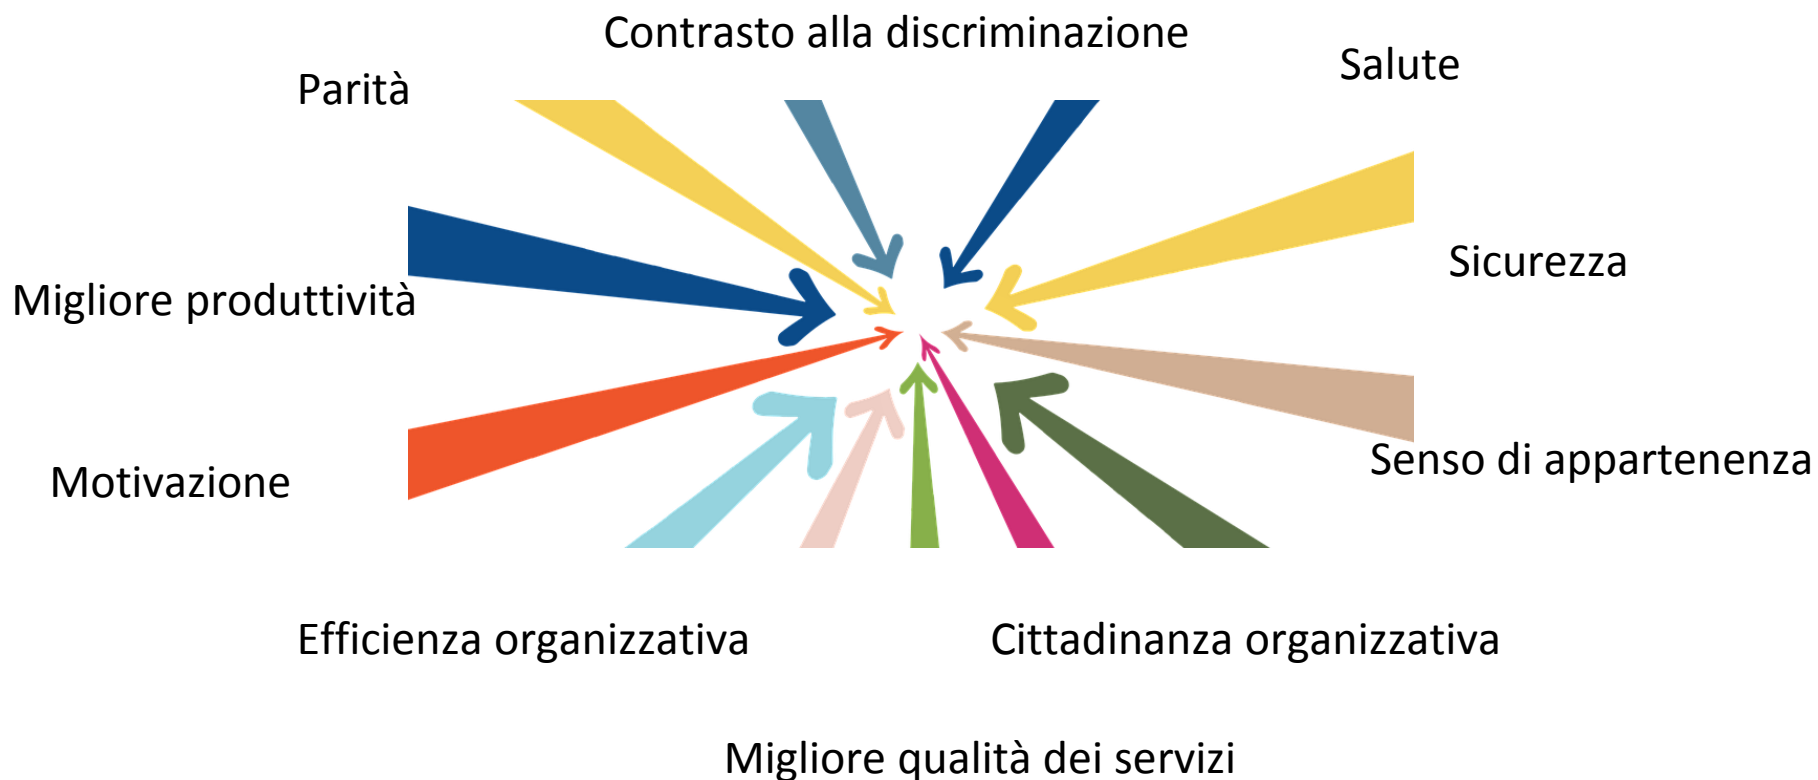 Contrasto alla discriminazione
Salute
Parità
Sicurezza
Migliore produttività
Senso di appartenenza
Motivazione
Efficienza organizzativa
Cittadinanza organizzativa
Migliore qualità dei servizi